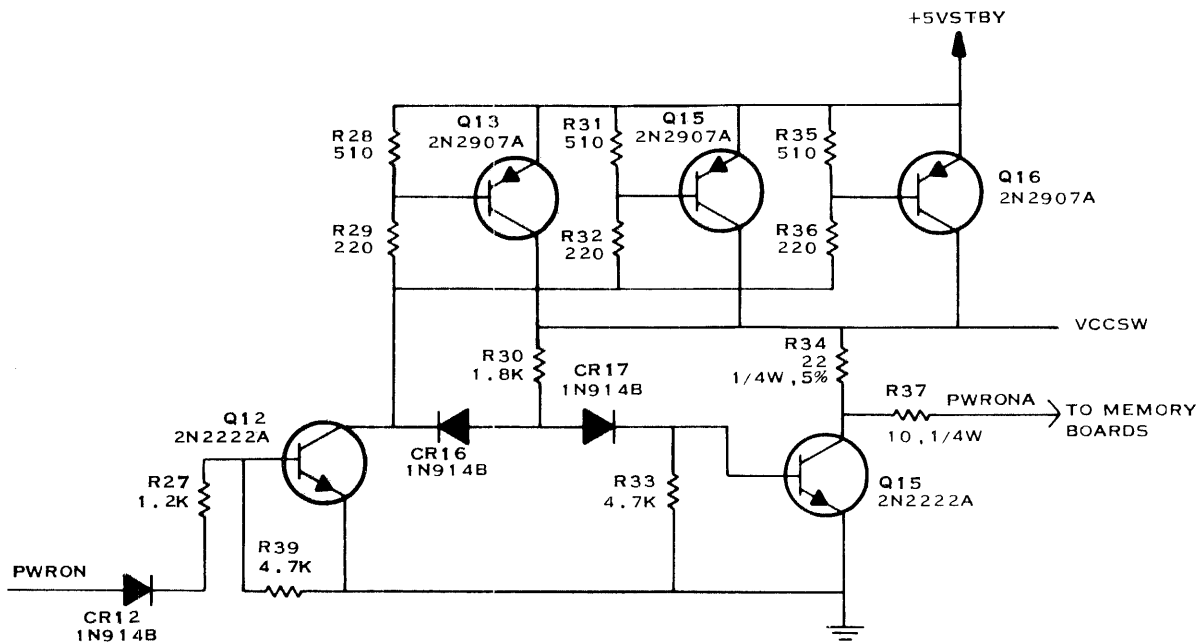 +5VSTBY
Q13
2N2907A
R28
510
R31
510
Q15
2N2907A
R35
510
Q16
2N2907A
R29
220
R32
220
R36
220
VCCSW
R30
1.8K
CR17
1N914B
R34
22
1/4W, 5%
R37
10, 1/4W
PWRONA
TO MEMORY
BOARDS
Q12
2N2222A
CR16
1N914B
R27
1.2K
R33
4.7K
Q15
2N2222A
R39
4.7K
PWRON
CR12
1N914B